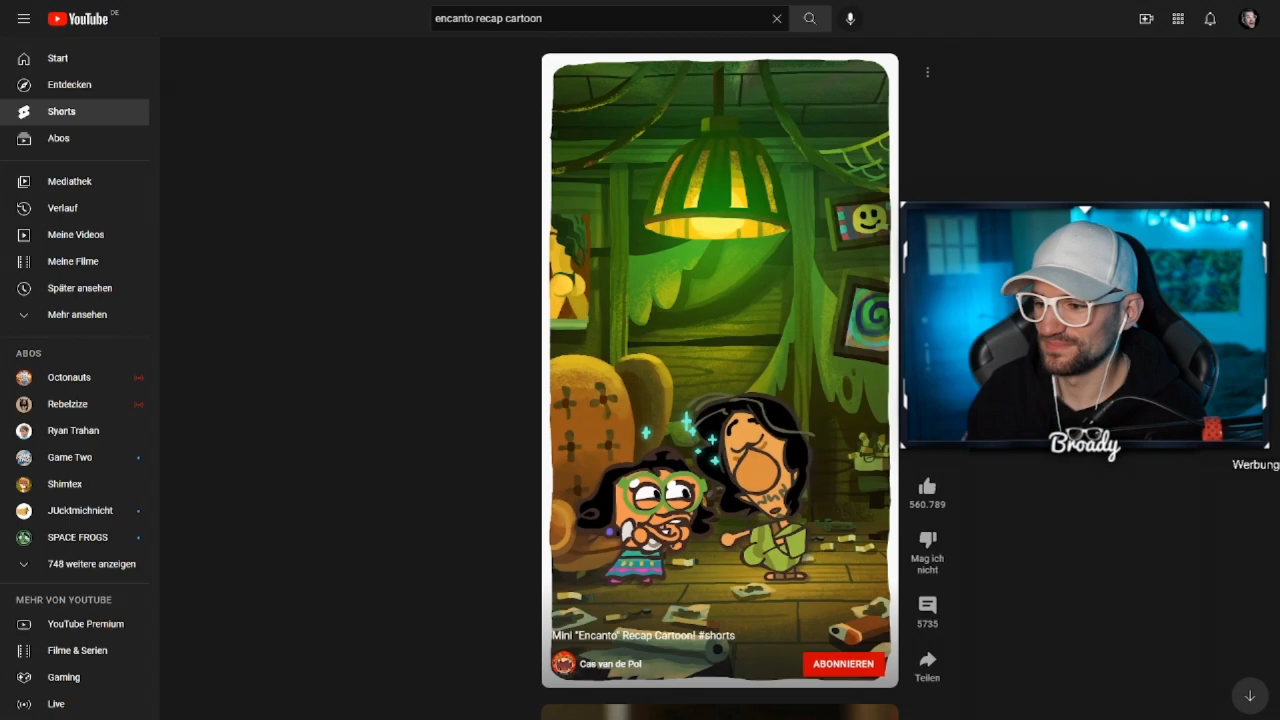 YouTube DE
encanto recap cartoon
Start
Entdecken
Shorts
Abos
Mediathek
Verlauf
Meine Videos
Meine Filme
Später ansehen
Mehr ansehen
ABOS
Octonauts
Rebelzize
Ryan Trahan
Game Two
Shimtex
JUcktmichnicht
SPACE FROGS
748 weitere anzeigen
MEHR VON YOUTUBE
YouTube Premium
Filme & Serien
Gaming
Live
Mini "Encanto" Recap Cartoon! #shorts
Cas van de Pol
ABONNIEREN
Broady
Werbung
560.789
Mag ich
nicht
5735
Teilen